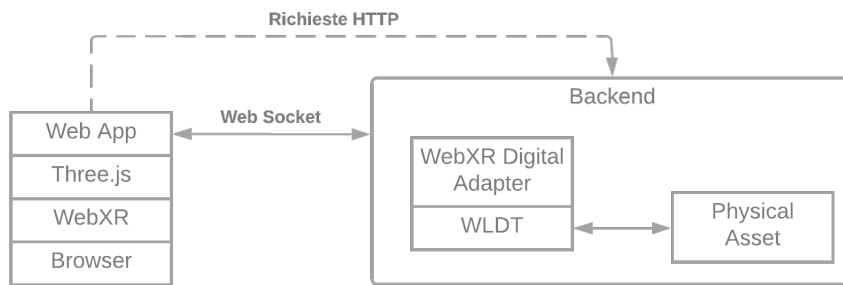 Richieste HTTP
Backend
Web Socket
Web App
Three.js
WebXR
Browser
WebXR Digital
Adapter
WLDT
Physical
Asset